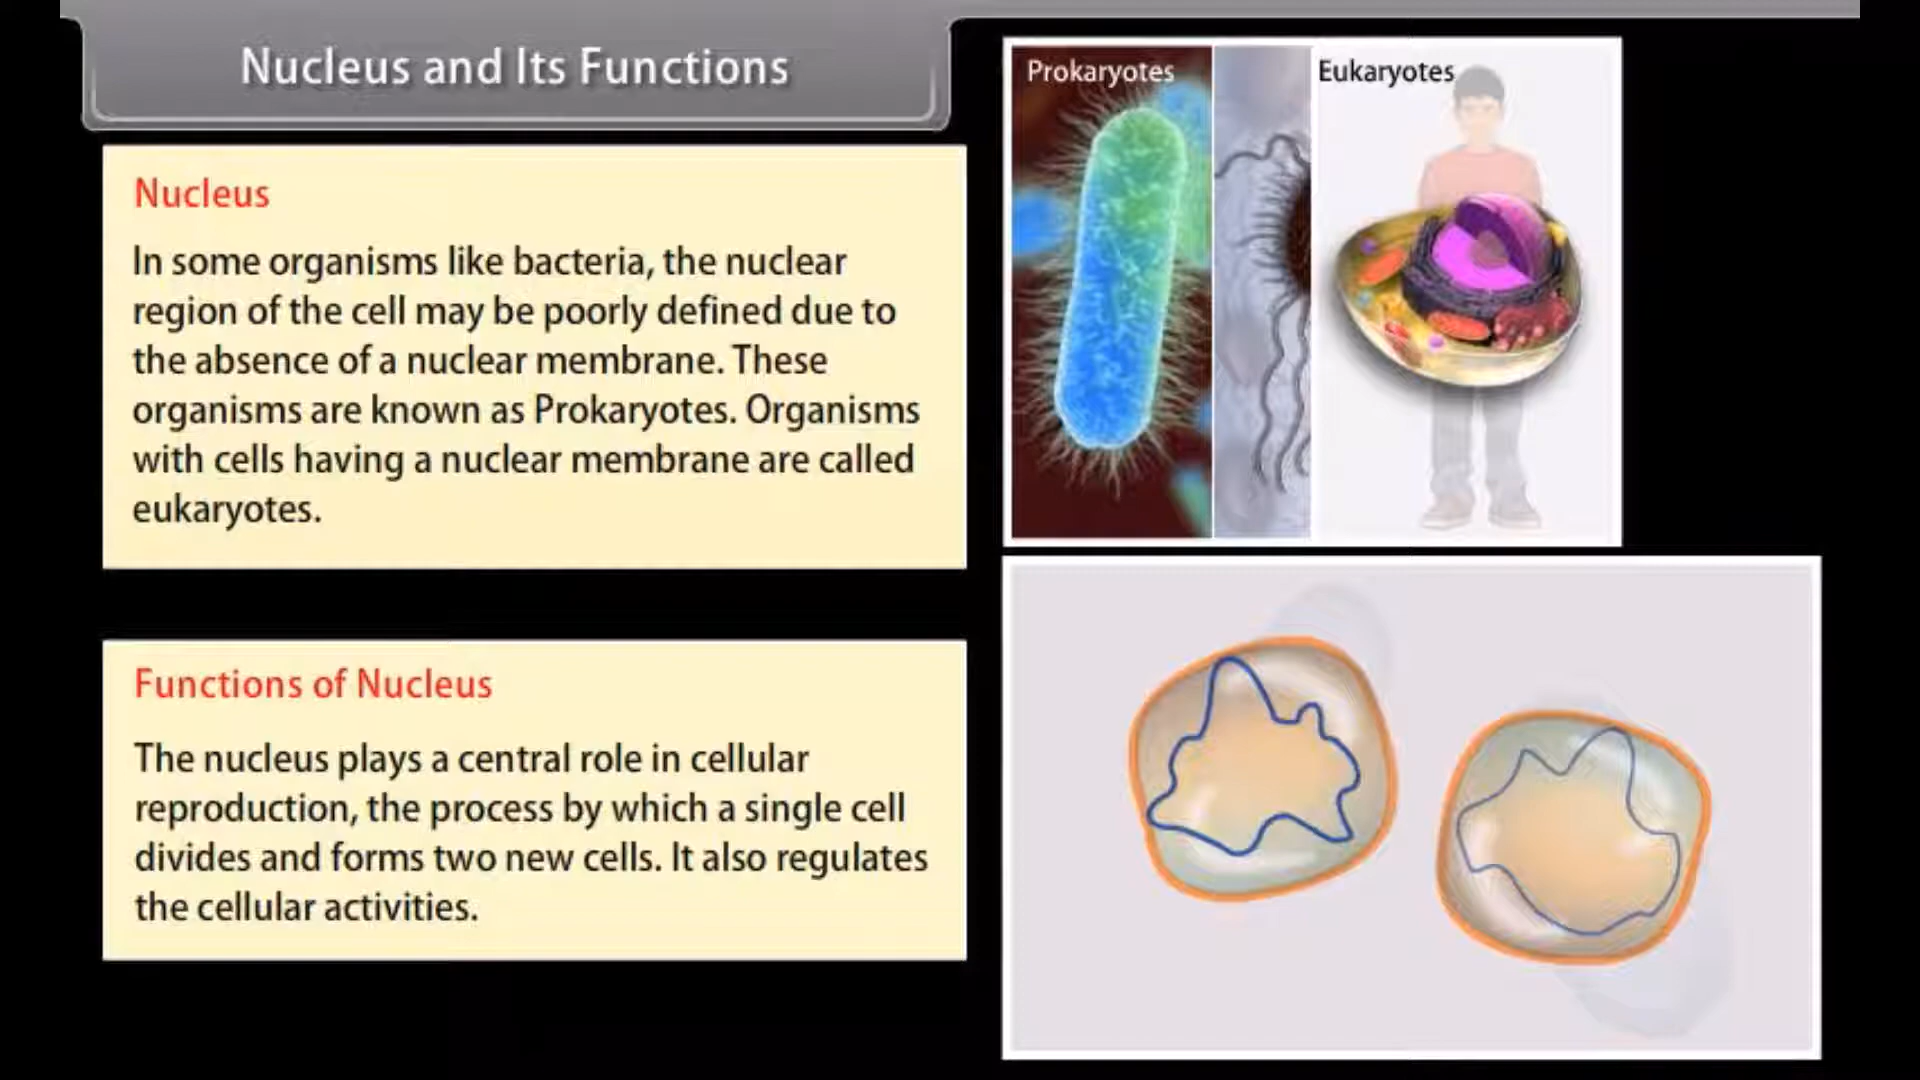 Nucleus and Its Functions
Nucleus
In some organisms like bacteria, the nuclear
region of the cell may be poorly defined due to
the absence of a nuclear membrane. These
organisms are known as Prokaryotes. Organisms
with cells having a nuclear membrane are called
eukaryotes.
Prokaryotes
Eukaryotes
Functions of Nucleus
The nucleus plays a central role in cellular
reproduction, the process by which a single cell
divides and forms two new cells. It also regulates
the cellular activities.